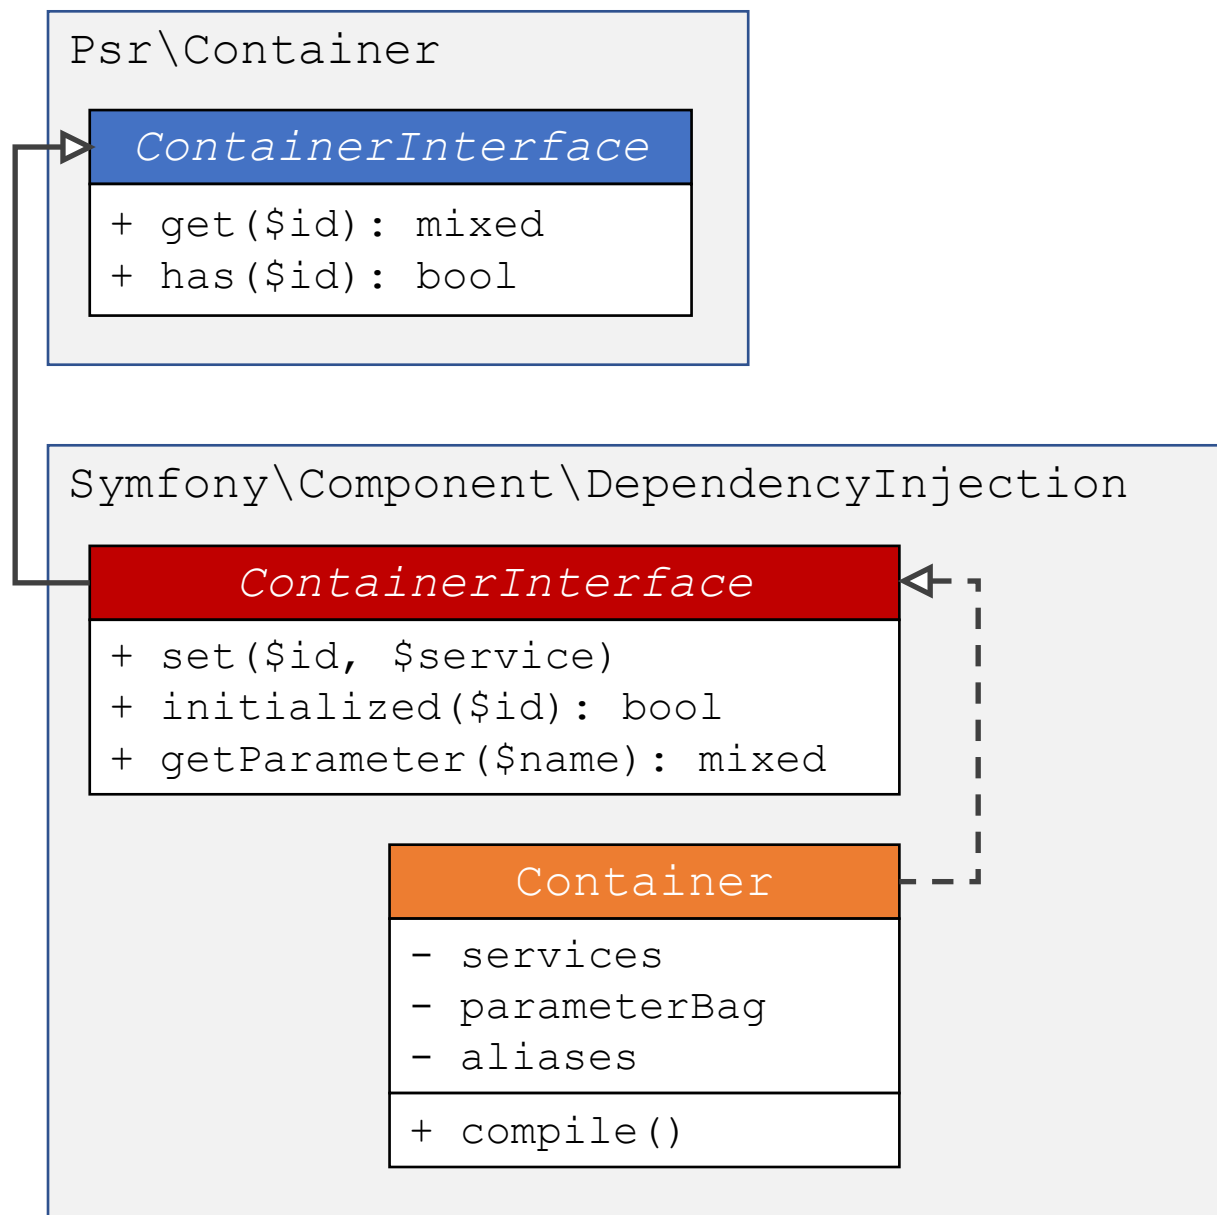 Psr\Container
ContainerInterface
+ get($id): mixed
+ has($id): bool
Symfony\Component\DependencyInjection
ContainerInterface
+ set($id, $service)
+ initialized($id): bool
+ getParameter($name): mixed
Container
- services
- parameterBag
- aliases
+ compile()